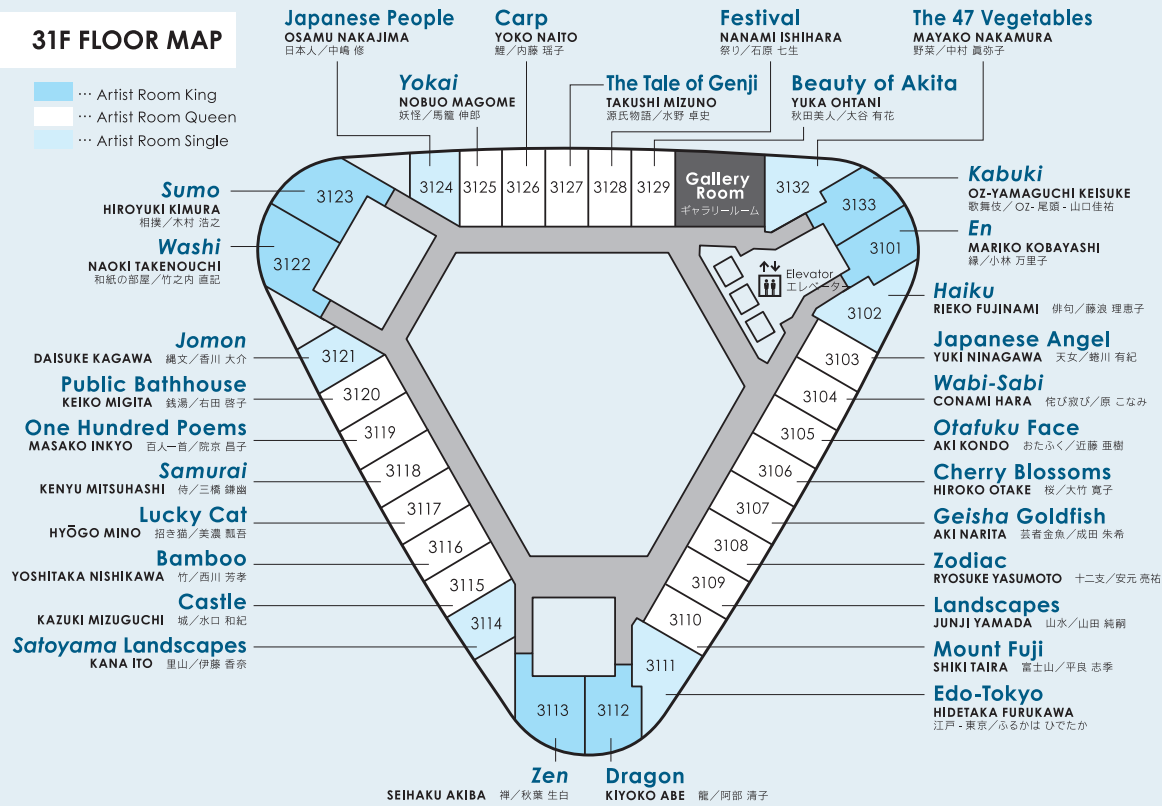 31F FLOOR MAP
… Artist Room King
… Artist Room Queen
… Artist Room Single
Japanese People
OSAMU NAKAJIMA
日本人／中嶋 修
Yokai
NOBUO MAGOME
妖怪／馬籠 伸郎
Carp
YOKO NAITO
鯉／内藤 瑶子
The Tale of Genji
TAKUSHI MIZUNO
源氏物語／水野 卓史
Festival
NANAMI ISHIHARA
祭り／石原 七生
Beauty of Akita
YUKA OHTANI
秋田美人／大谷 有花
The 47 Vegetables
MAYAKO NAKAMURA
野菜／中村 眞弥子
Kabuki
OZ-YAMAGUCHI KEISUKE
歌舞伎／OZ- 尾頭 - 山口佳祐
En
MARIKO KOBAYASHI
縁／小林 万里子
Haiku
RIEKO FUJINAMI 俳句／藤浪 理恵子
Japanese Angel
YUKI NINAGAWA 天女／蜷川 有紀
Wabi-Sabi
CONAMI HARA 侘び寂び／原 こなみ
Otafuku Face
AKI KONDO おたふく／近藤 亜樹
Cherry Blossoms
HIROKO OTAKE 桜／大竹 寛子
Geisha Goldfish
AKI NARITA 芸者金魚／成田 朱希
Zodiac
RYOSUKE YASUMOTO 十二支／安元 亮祐
Landscapes
JUNJI YAMADA 山水／山田 純嗣
Mount Fuji
SHIKI TAIRA 富士山／平良 志季
Edo-Tokyo
HIDETAKA FURUKAWA
江戸 - 東京／ふるかは ひでたか
Dragon
KIYOKO ABE 龍／阿部 清子
Zen
SEIHAKU AKIBA 禅／秋葉 生白
Sumo
HIROYUKI KIMURA
相撲／木村 浩之
Washi
NAOKI TAKENOUCHI
和紙の部屋／竹之内 直記
Jomon
DAISUKE KAGAWA 縄文／香川 大介
Public Bathhouse
KEIKO MIGITA 銭湯／右田 啓子
One Hundred Poems
MASAKO INKYO 百人一首／院京 昌子
Samurai
KENYU MITSUHASHI 侍／三橋 鎌幽
Lucky Cat
HYŌGO MINO 招き猫／美濃 瓢吾
Bamboo
YOSHITAKA NISHIKAWA 竹／西川 芳孝
Castle
KAZUKI MIZUGUCHI 城／水口 和紀
Satoyama Landscapes
KANA ITO 里山／伊藤 香奈
3124
3125
3126
3127
3128
3129
Gallery
Room
ギャラリールーム
3132
3133
3101
Elevator
エレベーター
3102
3103
3104
3105
3106
3107
3108
3109
3110
3111
3112
3113
3114
3115
3116
3117
3118
3119
3120
3121
3122
3123